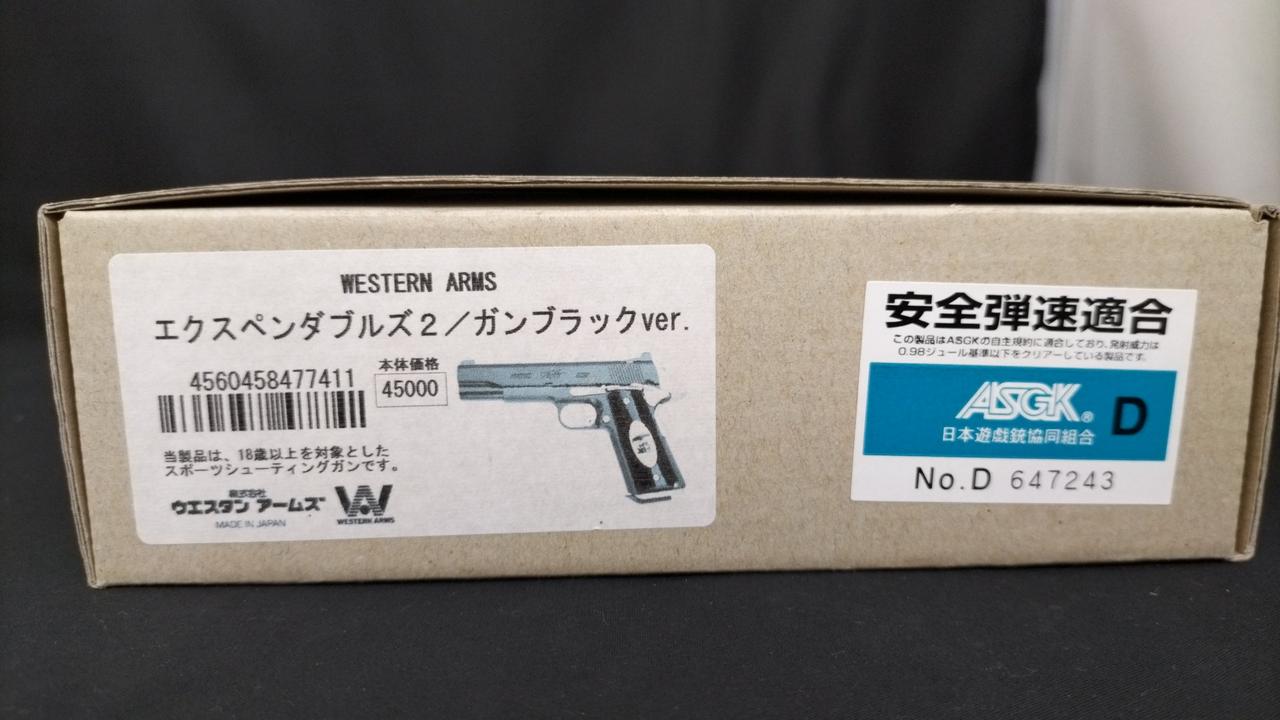 WESTERN ARMS
エクスペンダブルズ2/ガンブラックver.
4560458477411
本体価格
45000
当製品は、18歳以上を対象とした
スポーツシューティングガンです。
株式会社
ウエスタン アームズ
MADE IN JAPAN
WESTERN ARMS
安全弾速適合
この製品はASGKの自主規約に適合しており、発射威力は
0.98ジュール基準以下をクリアーしている製品です。
ASGK® D
日本遊戯銃協同組合
No.D 647243